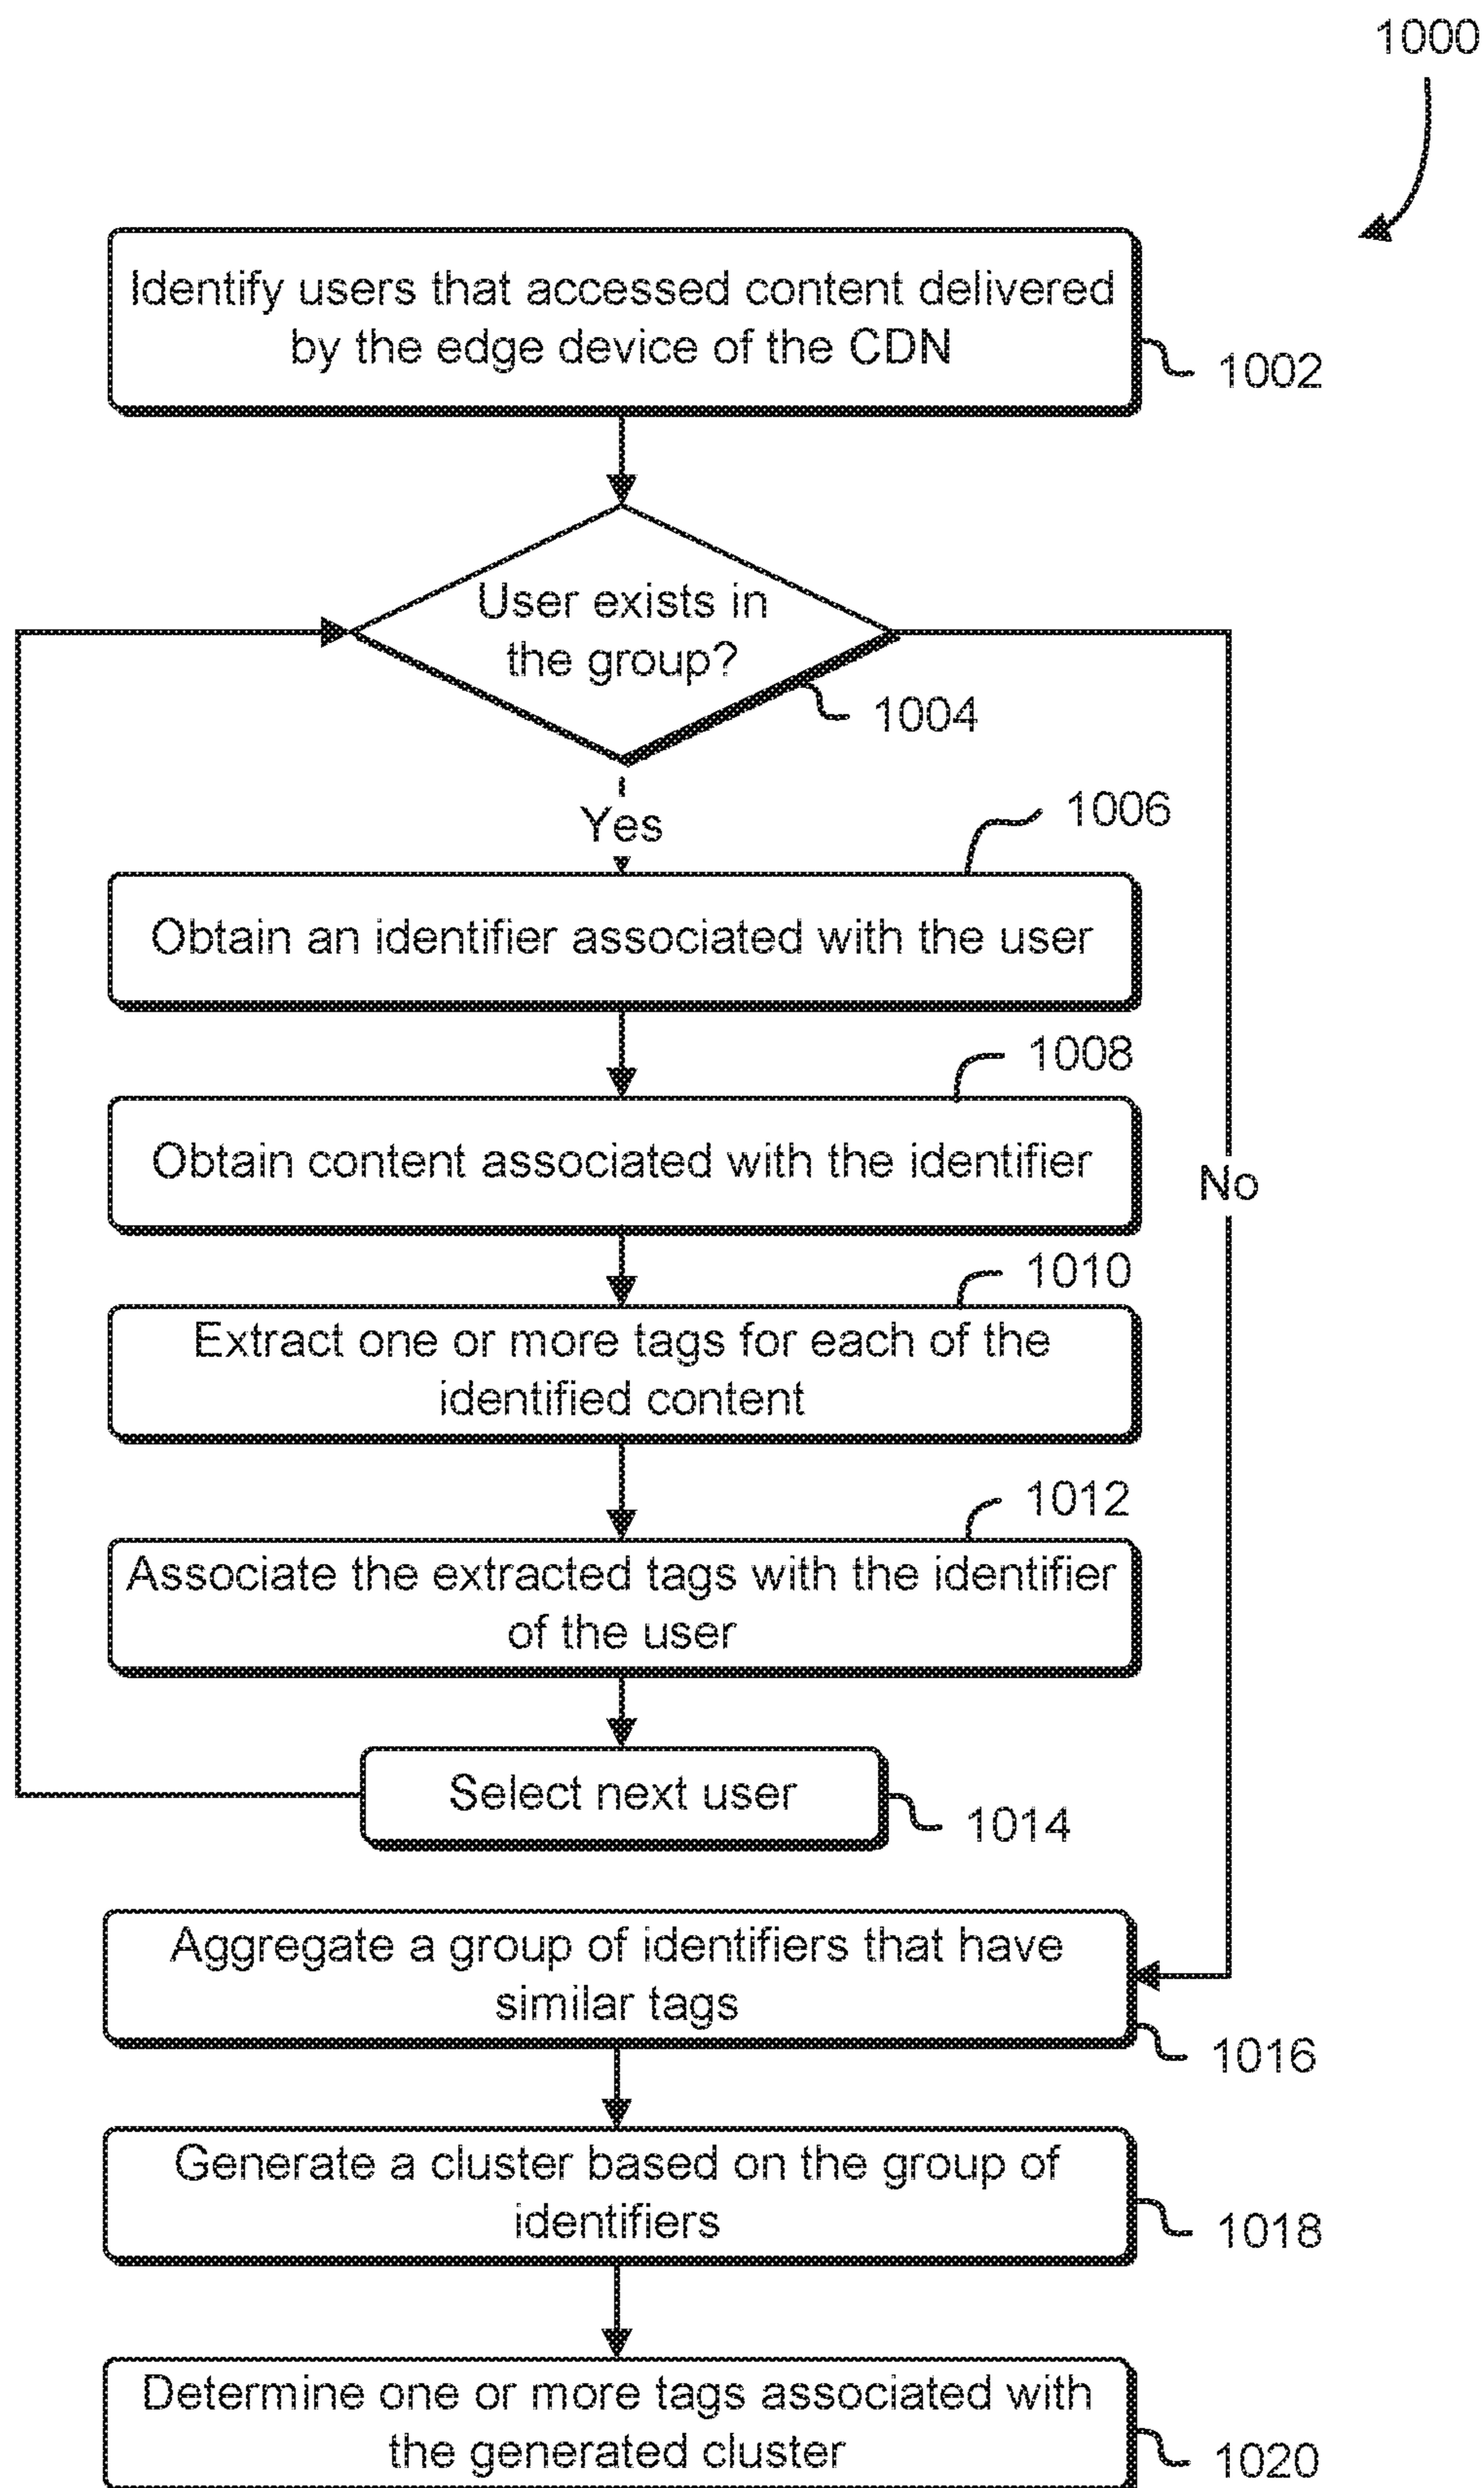 1000
Identify users that accessed content delivered
by the edge device of the CDN
1002
User exists in
the group?
1004
Yes
1006
Obtain an identifier associated with the user
1008
Obtain content associated with the identifier
No
1010
Extract one or more tags for each of the
identified content
1012
Associate the extracted tags with the identifier
of the user
Select next user
1014
Aggregate a group of identifiers that have
similar tags
1016
Generate a cluster based on the group of
identifiers
1018
Determine one or more tags associated with
the generated cluster
1020